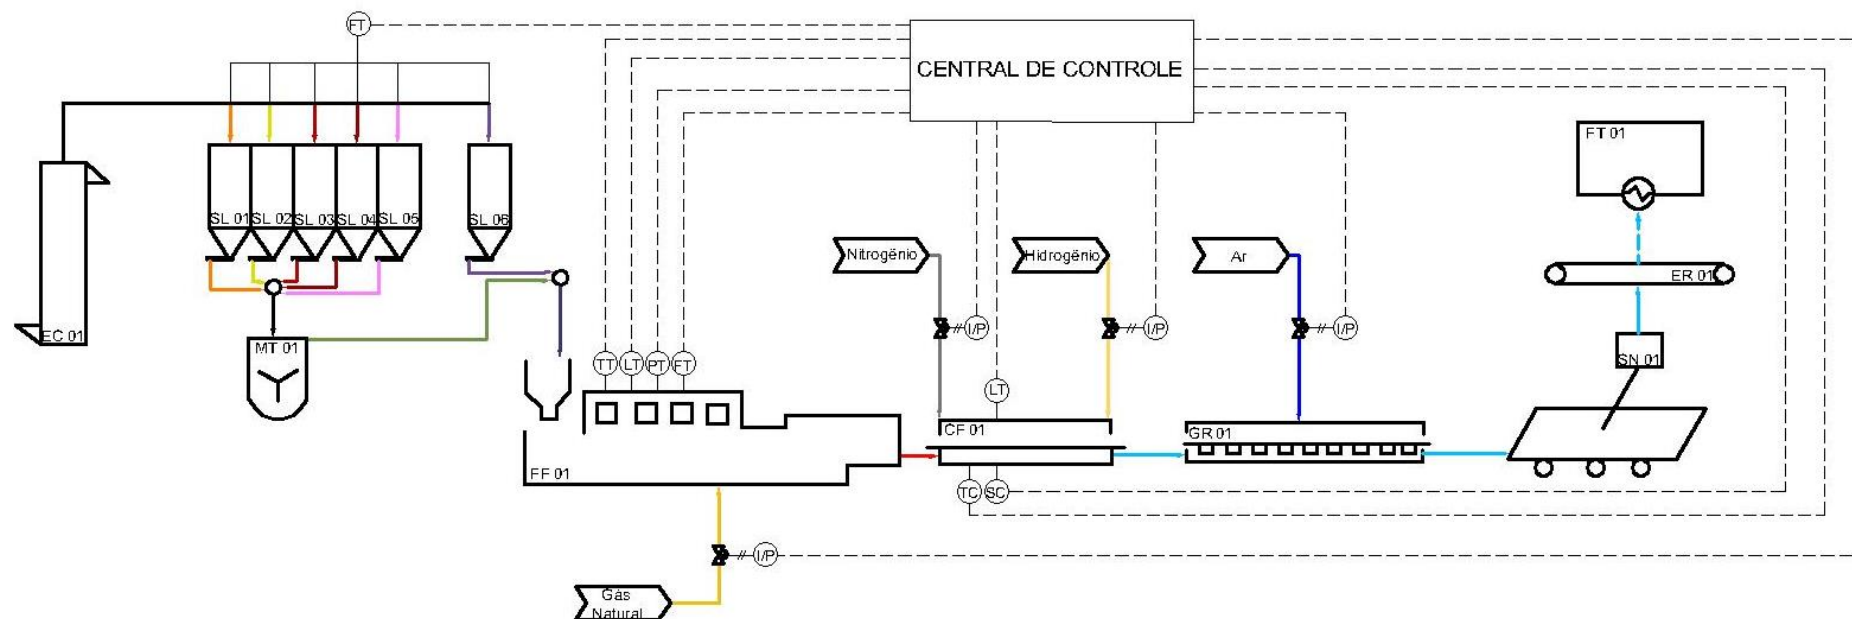 FT
CENTRAL DE CONTROLE
FT 01
SL 01
SL 02
SL 03
SL 04
SL 05
SL 06
Nitrogênio
Hidrogênio
Ar
ER 01
EC 01
MT 01
I/P
I/P
I/P
SN 01
TT
LT
PT
FT
LT
CF 01
GR 01
FF 01
TC
SC
I/P
Gás
Natural